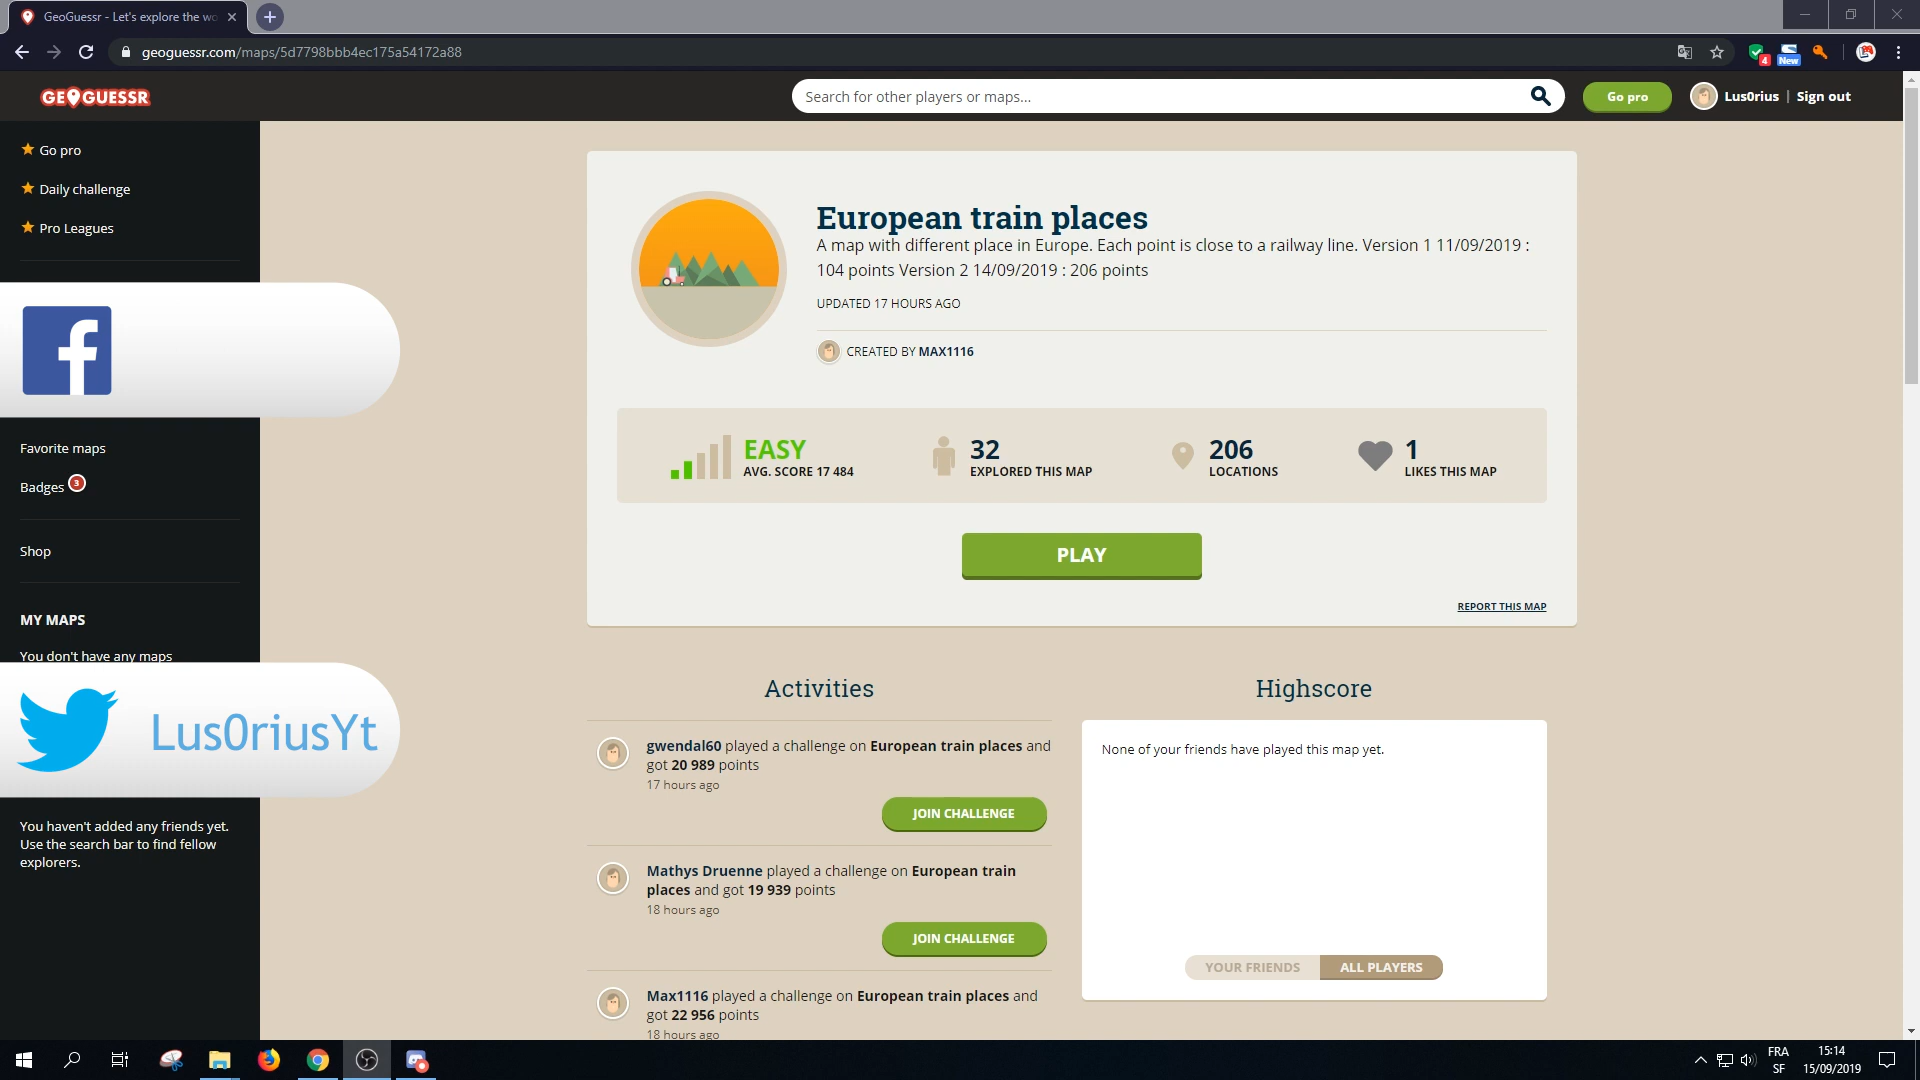 GeoGuessr - Let's explore the wo
geoguessr.com/maps/5d7798bbb4ec175a54172a88
4
New
GEOGUESSR
Search for other players or maps...
Go pro
Lus0rius | Sign out
Go pro
Daily challenge
Pro Leagues
Favorite maps
Badges 3
Shop
MY MAPS
You don't have any maps
Lus0riusYt
You haven't added any friends yet.
Use the search bar to find fellow
explorers.
European train places
A map with different place in Europe. Each point is close to a railway line. Version 1 11/09/2019 :
104 points Version 2 14/09/2019 : 206 points
UPDATED 17 HOURS AGO
CREATED BY MAX1116
EASY
AVG. SCORE 17 484
32
EXPLORED THIS MAP
206
LOCATIONS
1
LIKES THIS MAP
PLAY
REPORT THIS MAP
Activities
gwendal60 played a challenge on European train places and
got 20 989 points
17 hours ago
JOIN CHALLENGE
Mathys Druenne played a challenge on European train
places and got 19 939 points
18 hours ago
JOIN CHALLENGE
Max1116 played a challenge on European train places and
got 22 956 points
18 hours ago
Highscore
None of your friends have played this map yet.
YOUR FRIENDS
ALL PLAYERS
FRA
SF
15:14
15/09/2019